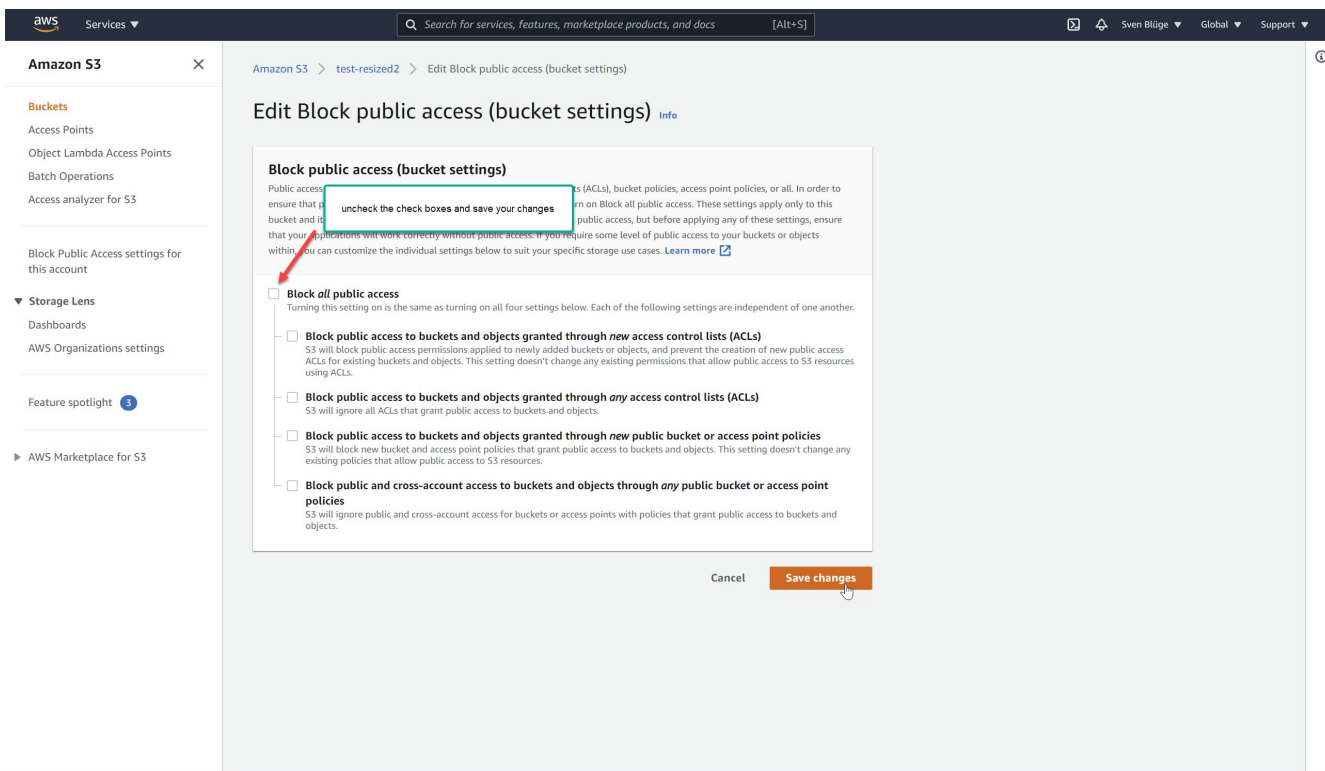 aws
Services ▼
Search for services, features, marketplace products, and docs
[Alt+S]
Sven Blüge ▼
Global ▼
Support ▼
Amazon S3
Buckets
Access Points
Object Lambda Access Points
Batch Operations
Access analyzer for S3
Block Public Access settings for
this account
Storage Lens
Dashboards
AWS Organizations settings
Feature spotlight 3
AWS Marketplace for S3
Amazon S3 > test-resized2 > Edit Block public access (bucket settings)
Edit Block public access (bucket settings) Info
Block public access (bucket settings)
Public access s (ACLs), bucket policies, access point policies, or all. In order to
ensure that p rn on Block all public access. These settings apply only to this
bucket and it public access, but before applying any of these settings, ensure
that your applications will work correctly without public access. If you require some level of public access to your buckets or objects
within, you can customize the individual settings below to suit your specific storage use cases. Learn more
uncheck the check boxes and save your changes
Block all public access
Turning this setting on is the same as turning on all four settings below. Each of the following settings are independent of one another.
Block public access to buckets and objects granted through new access control lists (ACLs)
S3 will block public access permissions applied to newly added buckets or objects, and prevent the creation of new public access
ACLs for existing buckets and objects. This setting doesn't change any existing permissions that allow public access to S3 resources
using ACLs.
Block public access to buckets and objects granted through any access control lists (ACLs)
S3 will ignore all ACLs that grant public access to buckets and objects.
Block public access to buckets and objects granted through new public bucket or access point policies
S3 will block new bucket and access point policies that grant public access to buckets and objects. This setting doesn't change any
existing policies that allow public access to S3 resources.
Block public and cross-account access to buckets and objects through any public bucket or access point
policies
S3 will ignore public and cross-account access for buckets or access points with policies that grant public access to buckets and
objects.
Cancel
Save changes